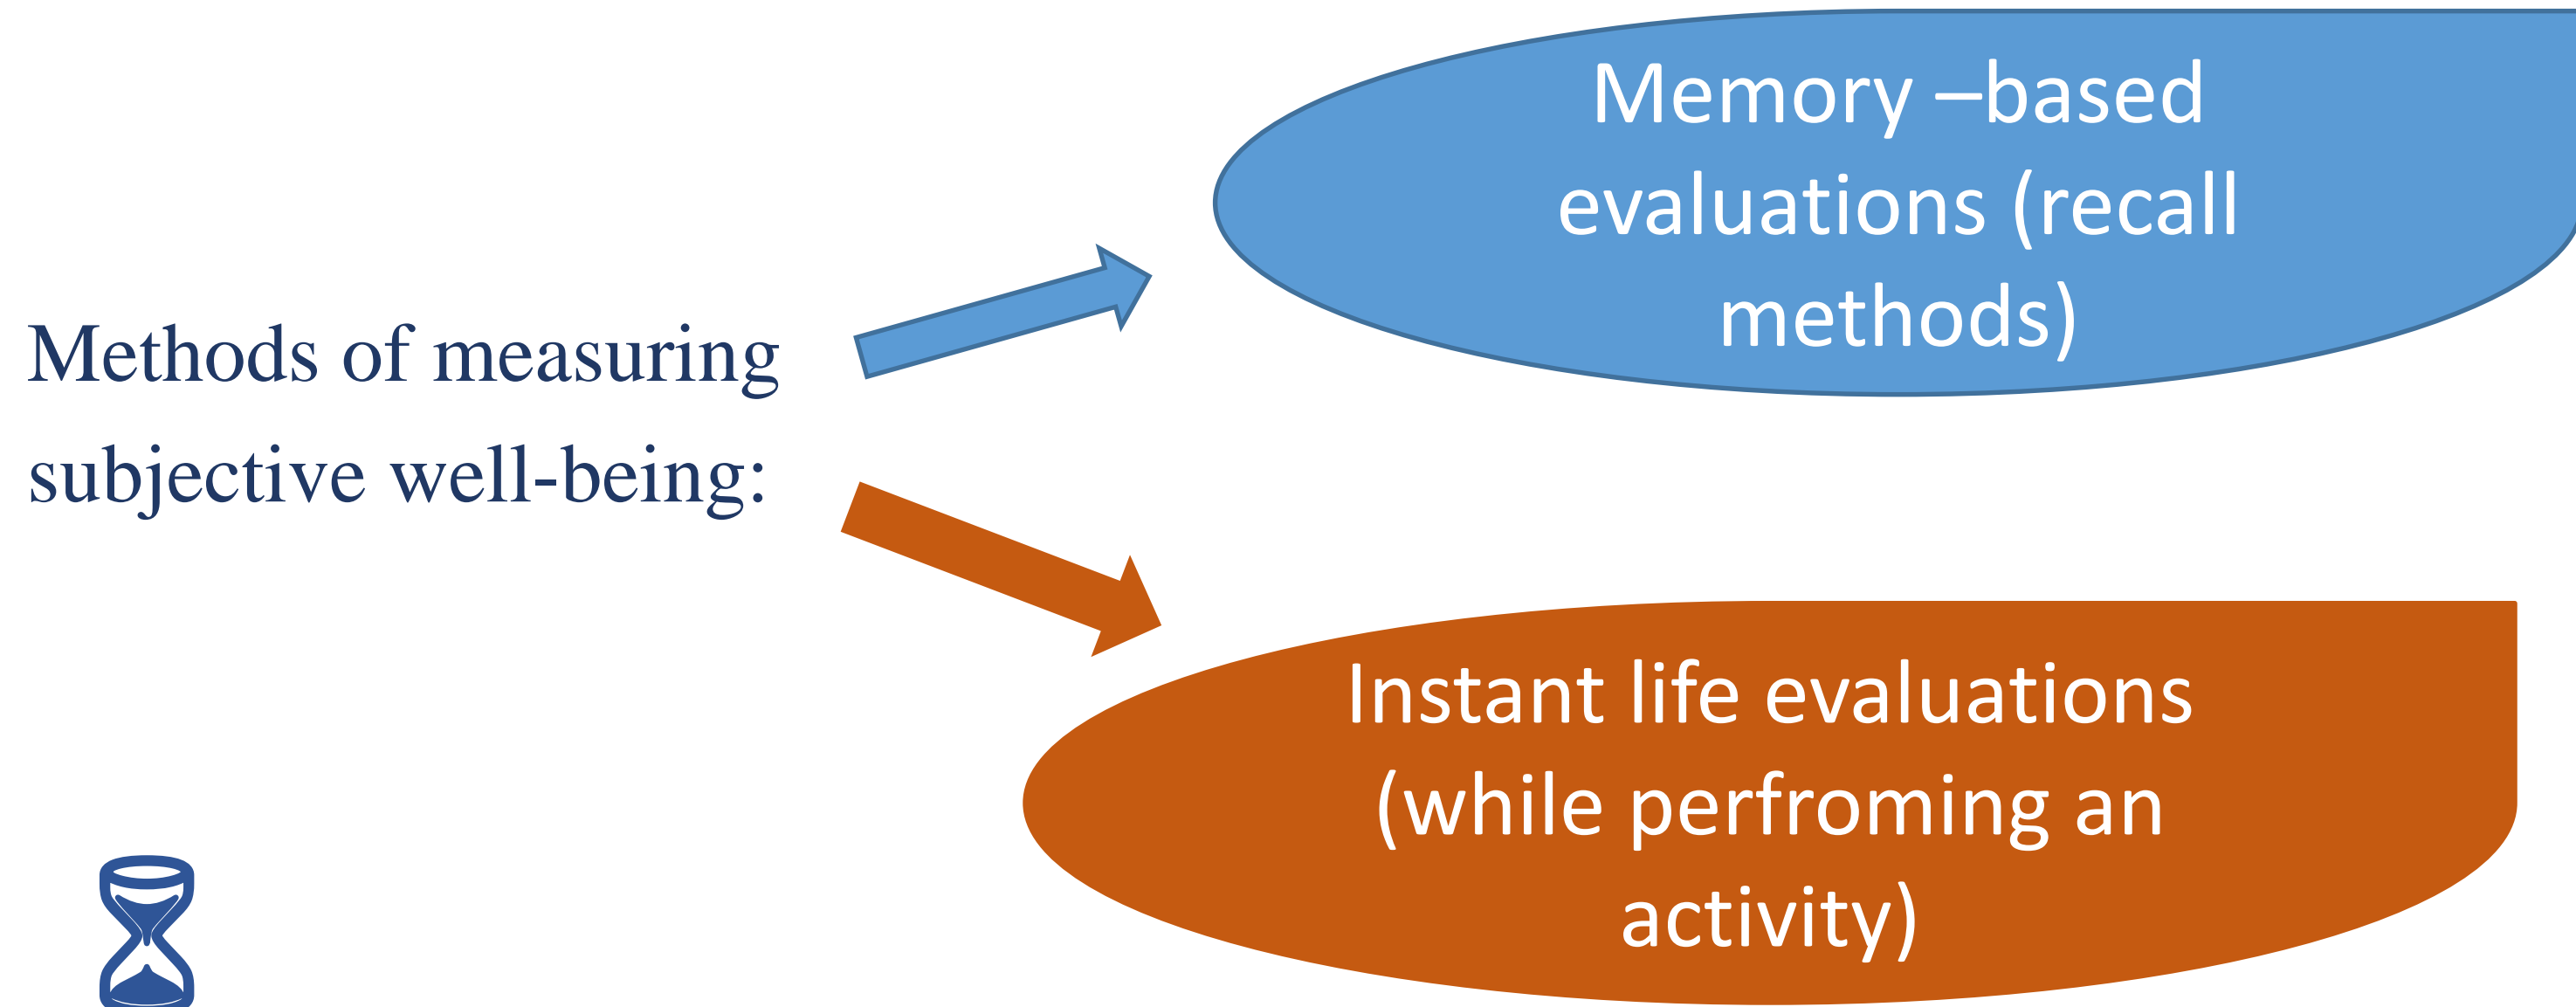 Methods of measuring
subjective well-being:
Memory –based
evaluations (recall
methods)
Instant life evaluations
(while perfroming an
activity)